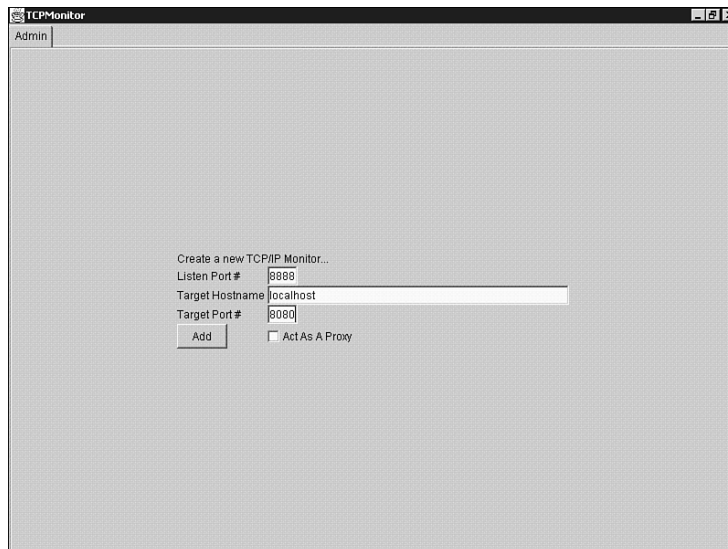 TCPMonitor
Admin
Create a new TCP/IP Monitor...
Listen Port # 8888
Target Hostname localhost
Target Port # 8080
Add Act As A Proxy